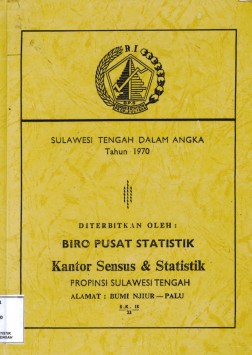 R I
SULAWESI TENGAH DALAM ANGKA
Tahun 1970
DITERBITKAN OLEH :
BIRO PUSAT STATISTIK
Kantor Sensus & Statistik
PROPINSI SULAWESI TENGAH
ALAMAT : BUMI NJIUR — PALU